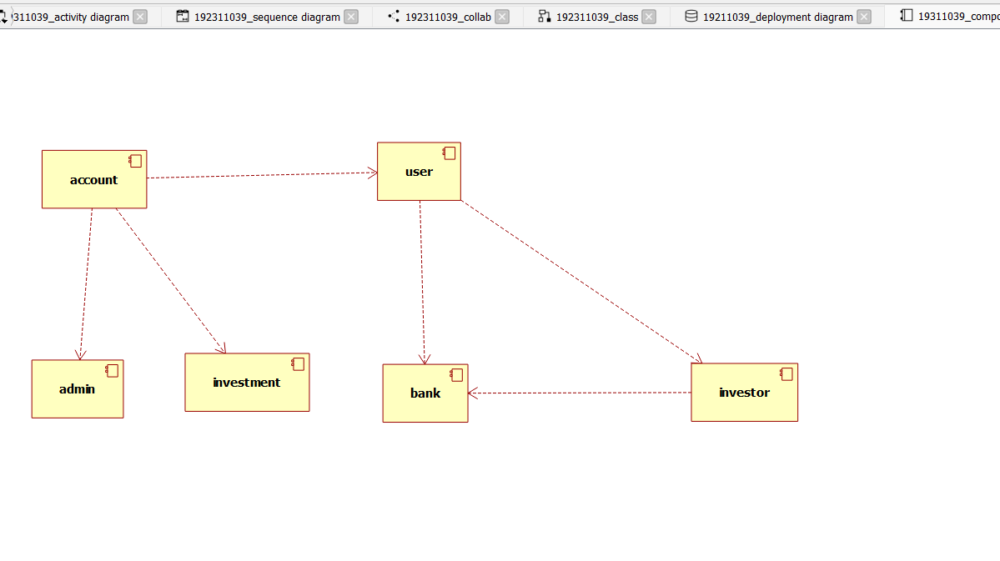 311039_activity diagram
192311039_sequence diagram
192311039_collab
192311039_class
19211039_deployment diagram
19311039_compo
account
user
admin
investment
bank
investor